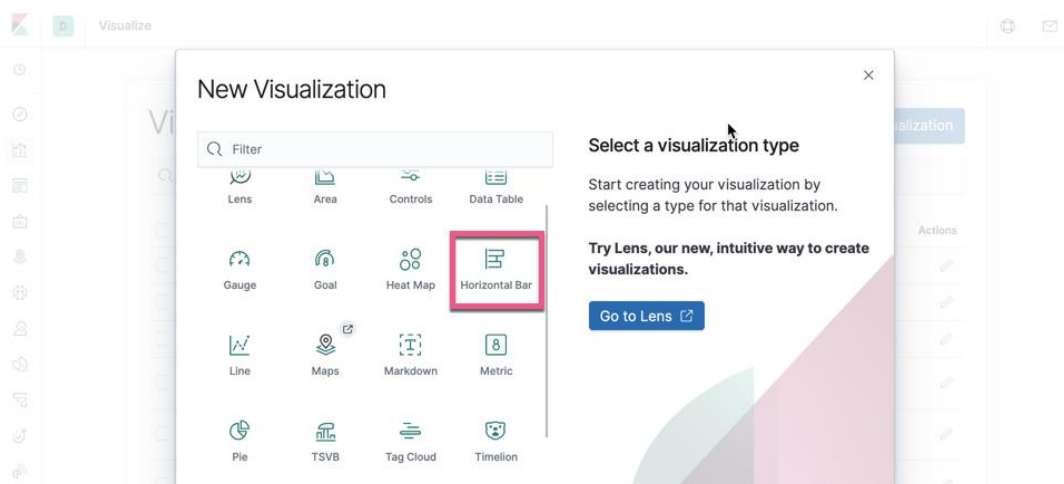 D Visualize
New Visualization
Vi
alization
Filter
Select a visualization type
Lens Area Controls Data Table
Start creating your visualization by
selecting a type for that visualization.
Actions
Try Lens, our new, intuitive way to create
visualizations.
Gauge Goal Heat Map Horizontal Bar
Go to Lens
Line Maps Markdown Metric
Pie TSVB Tag Cloud Timelion